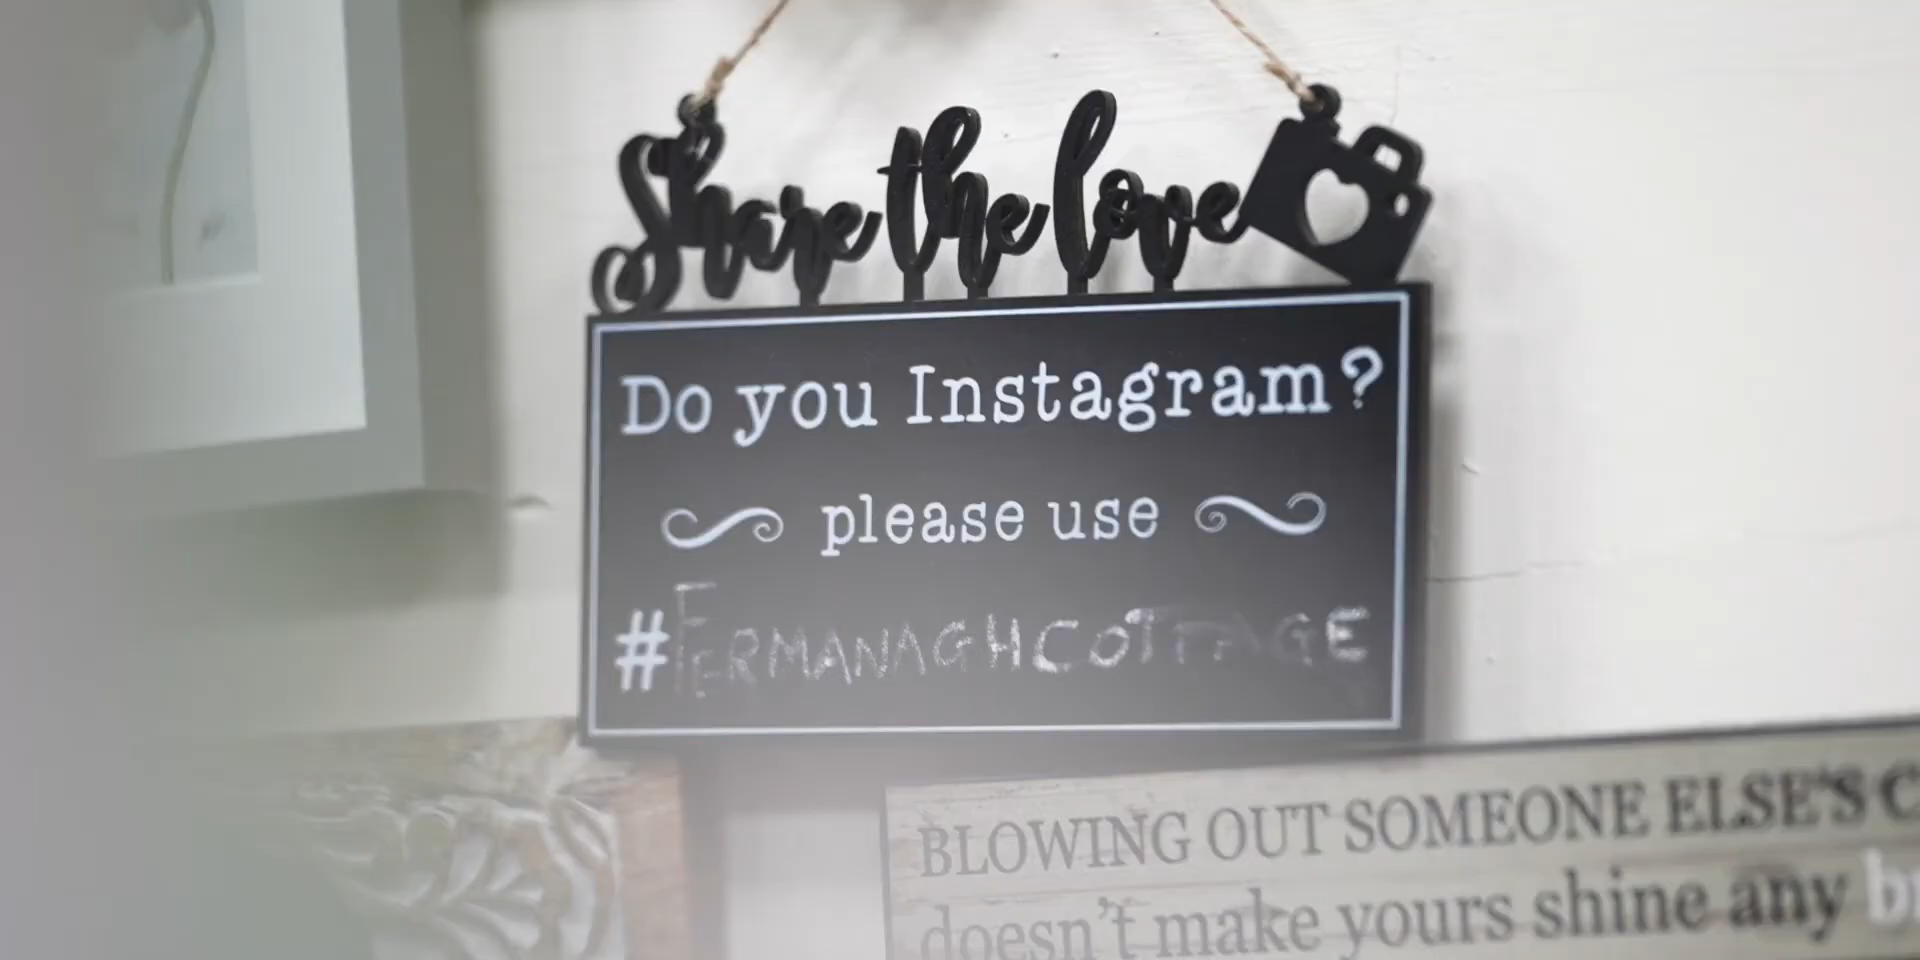 Share the love
Do you Instagram?
please use
#FERMANAGHCOTTAGE
BLOWING OUT SOMEONE ELSE'S
doesn't make yours shine any